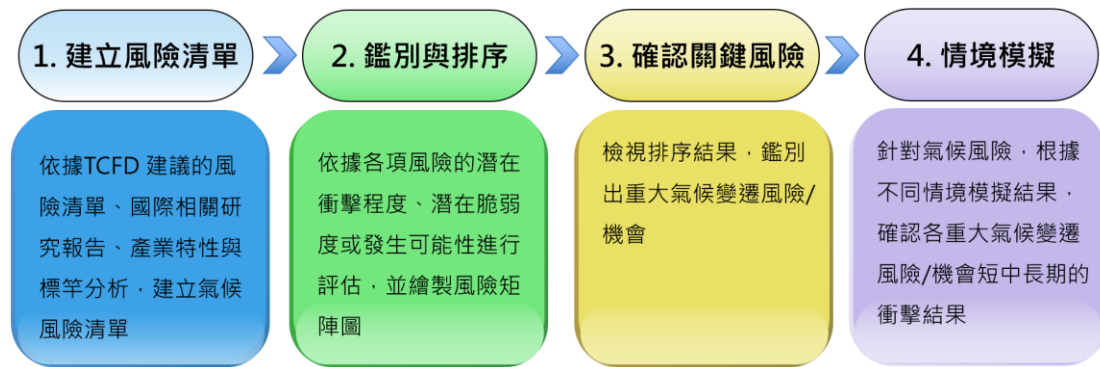 1. 建立風險清單
2. 鑑別與排序
3. 確認關鍵風險
4. 情境模擬
依據TCFD 建議的風
險清單、國際相關研
究報告、產業特性與
標竿分析，建立氣候
風險清單
依據各項風險的潛在
衝擊程度、潛在脆弱
度或發生可能性進行
評估，並繪製風險矩
陣圖
檢視排序結果，鑑別
出重大氣候變遷風險/
機會
針對氣候風險，根據
不同情境模擬結果，
確認各重大氣候變遷
風險/機會短中長期的
衝擊結果